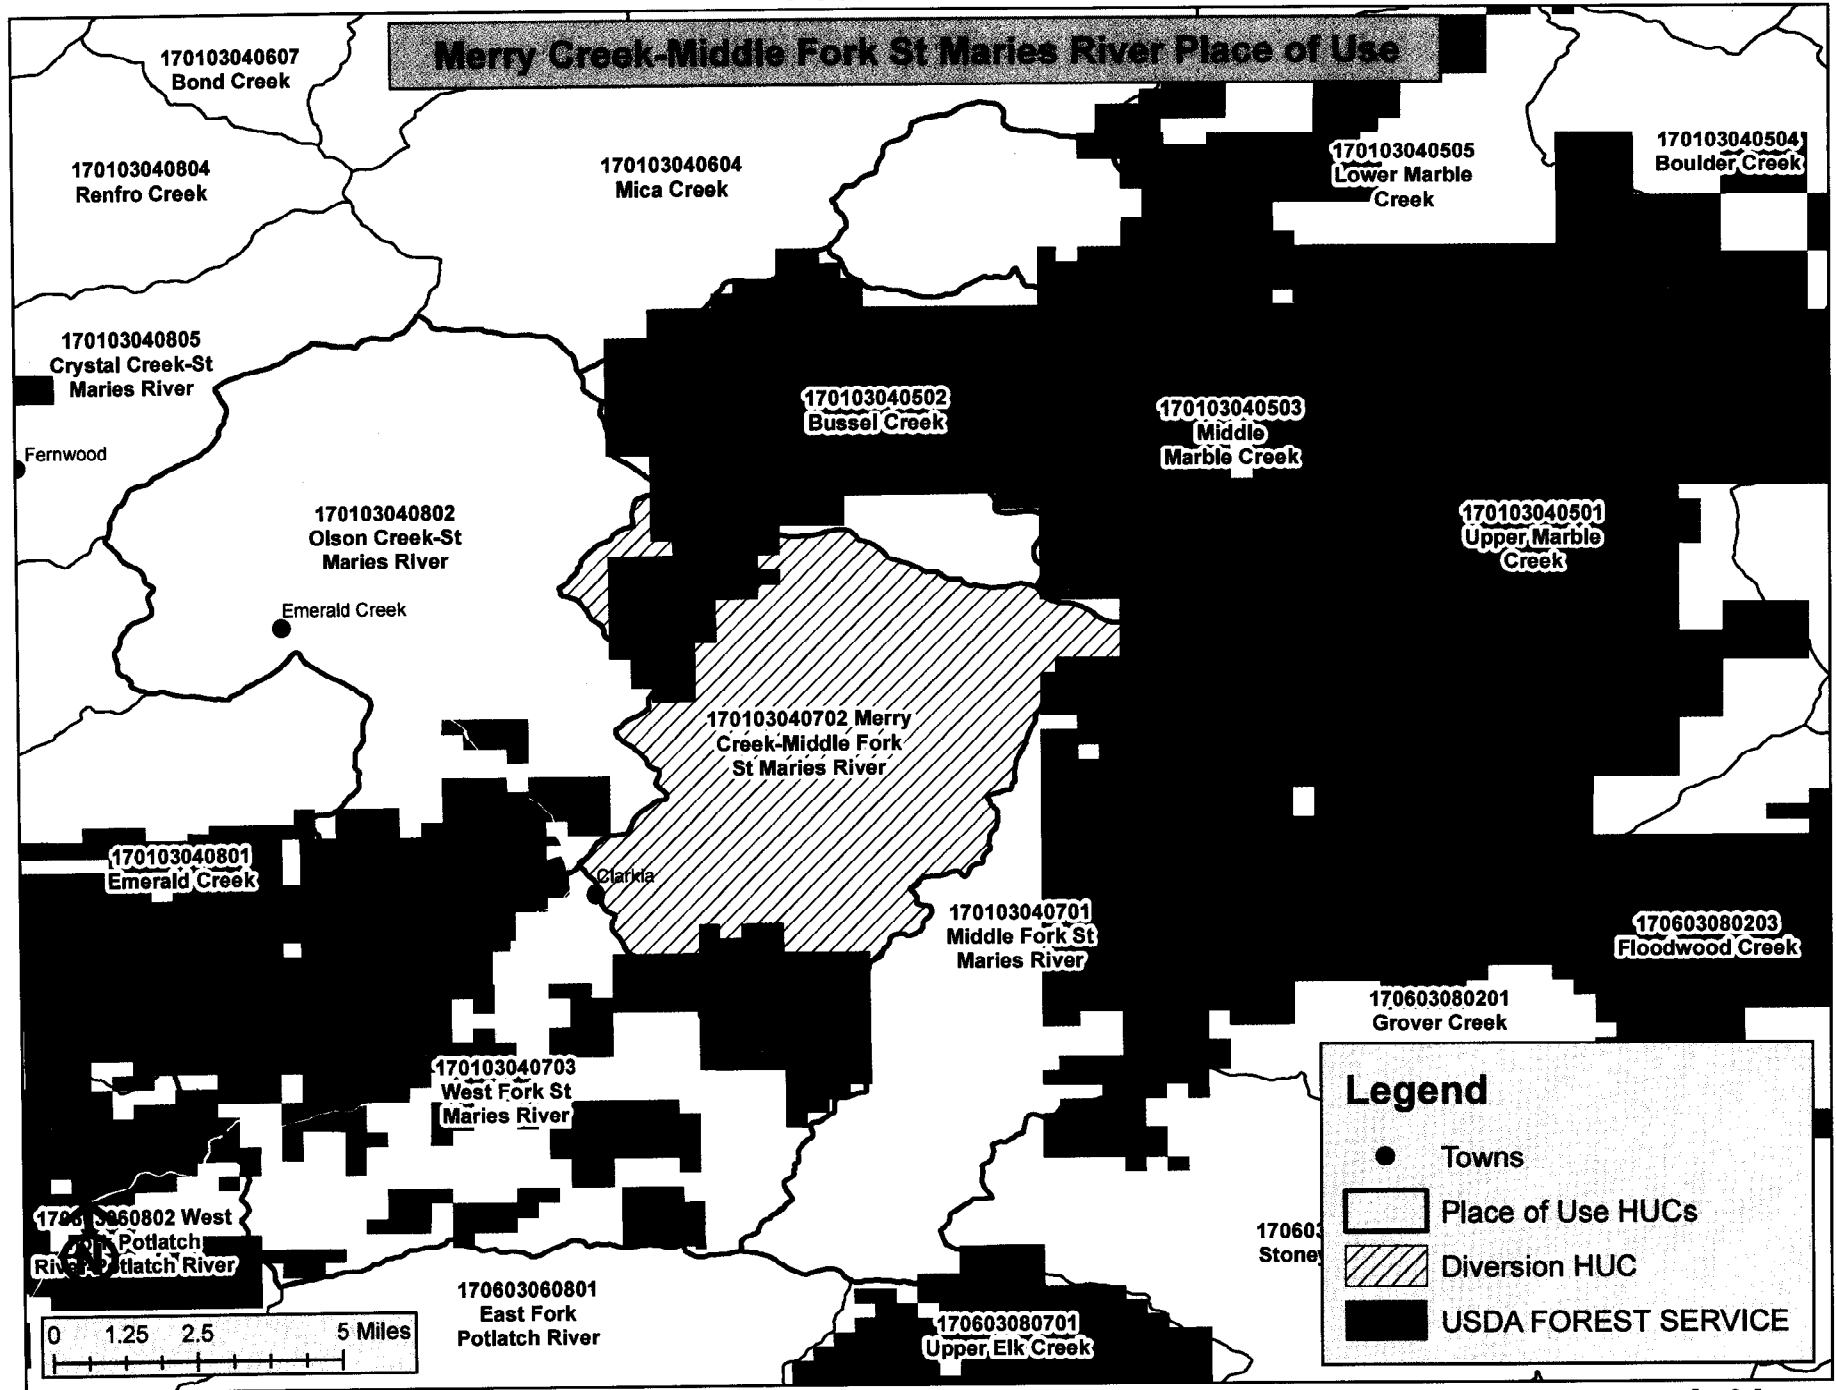 Merry Creek-Middle Fork St Maries River Place of Use
170103040607
Bond Creek
170103040804
Renfro Creek
170103040604
Mica Creek
170103040505
Lower Marble
Creek
170103040504
Boulder Creek
170103040805
Crystal Creek-St
Maries River
Fernwood
170103040502
Bussel Creek
170103040503
Middle
Marble Creek
170103040802
Olson Creek-St
Maries River
170103040501
Upper Marble
Creek
Emerald Creek
170103040702 Merry
Creek-Middle Fork
St Maries River
170103040801
Emerald Creek
Clarkia
170103040701
Middle Fork St
Maries River
170603080203
Floodwood Creek
170603080201
Grover Creek
170103040703
West Fork St
Maries River
West
Potlatch
Potlatch River
170603060801
East Fork
Potlatch River
170603080701
Upper Elk Creek
170603
Stoney
Legend
Towns
Place of Use HUCs
Diversion HUC
USDA FOREST SERVICE
0 1.25 2.5 5 Miles